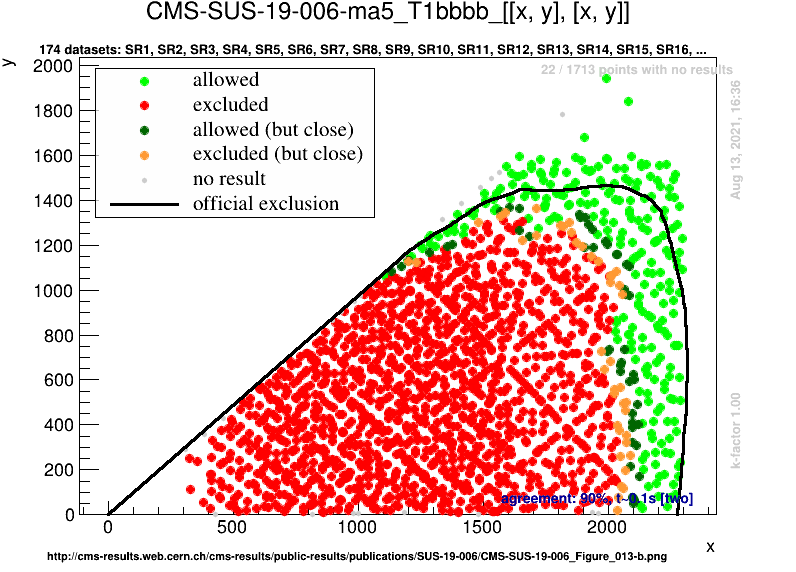 CMS-SUS-19-006-ma5_T1bbbb_[[x, y], [x, y]]
174 datasets: SR1, SR2, SR3, SR4, SR5, SR6, SR7, SR8, SR9, SR10, SR11, SR12, SR13, SR14, SR15, SR16, ...
y
22 / 1713 points with no results
allowed
excluded
allowed (but close)
excluded (but close)
no result
official exclusion
2000
1800
1600
1400
1200
1000
800
600
400
200
0
Aug 13, 2021, 16:36
k-factor 1.00
agreement: 90%, t~0.1s [two]
0 500 1000 1500 2000
x
http://cms-results.web.cern.ch/cms-results/public-results/publications/SUS-19-006/CMS-SUS-19-006_Figure_013-b.png